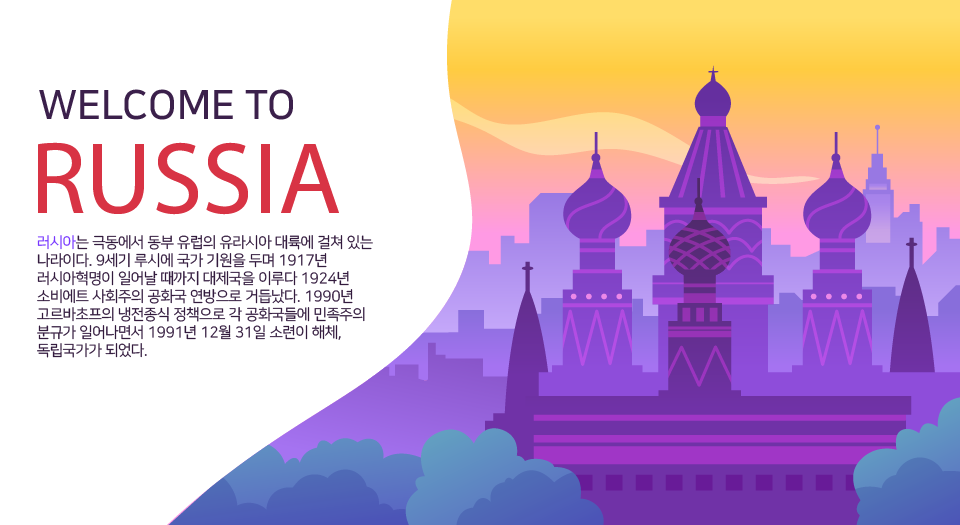 WELCOME TO
RUSSIA
러시아는 극동에서 동부 유럽의 유라시아 대륙에 걸쳐 있는
나라이다. 9세기 루시에 국가 기원을 두며 1917년
러시아혁명이 일어날 때까지 대제국을 이루다 1924년
소비에트 사회주의 공화국 연방으로 거듭났다. 1990년
고르바초프의 냉전종식 정책으로 각 공화국들에 민족주의
분규가 일어나면서 1991년 12월 31일 소련이 해체,
독립국가가 되었다.